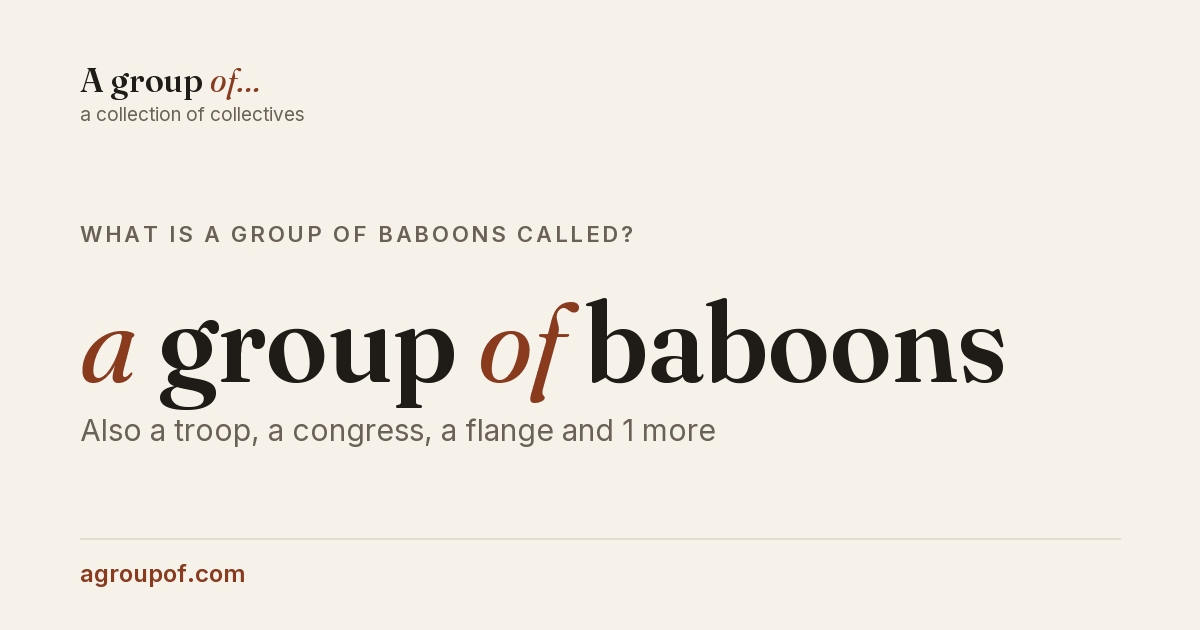 A group of...
a collection of collectives
WHAT IS A GROUP OF BABOONS CALLED?
a group of baboons
Also a troop, a congress, a flange and 1 more
agroupof.com